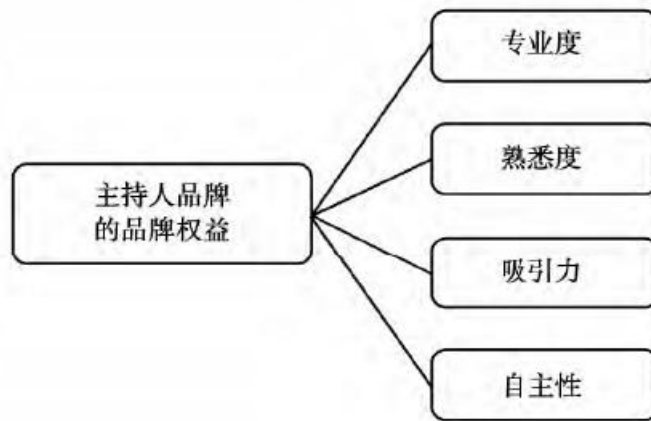 专业度
熟悉度
主持人品牌
的品牌权益
吸引力
自主性